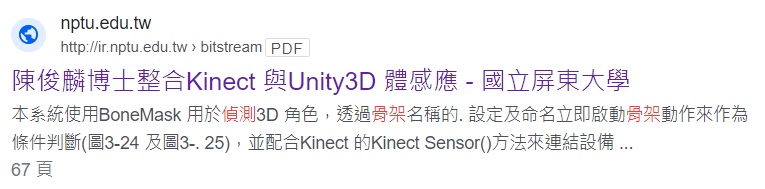 nptu.edu.tw
http://ir.nptu.edu.tw › bitstream PDF
陳俊麟博士整合Kinect 與Unity3D 體感應 - 國立屏東大學
本系統使用BoneMask 用於偵測3D 角色，透過骨架名稱的. 設定及命名立即啟動骨架動作來作為
條件判斷(圖3-24 及圖3-. 25)，並配合Kinect 的Kinect Sensor()方法來連結設備 ...
67 頁